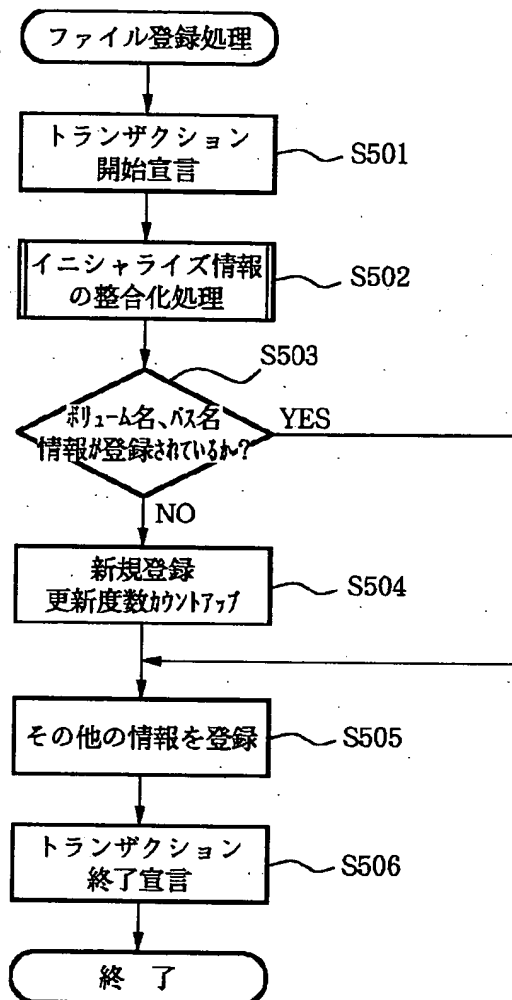 ファイル登録処理
トランザクション
開始宣言
S501
イニシャライズ情報
の整合化処理
S502
S503
ボリューム名、パス名
情報が登録されているか?
YES
NO
新規登録
更新度数カウントアップ
S504
その他の情報を登録
S505
トランザクション
終了宣言
S506
終 了